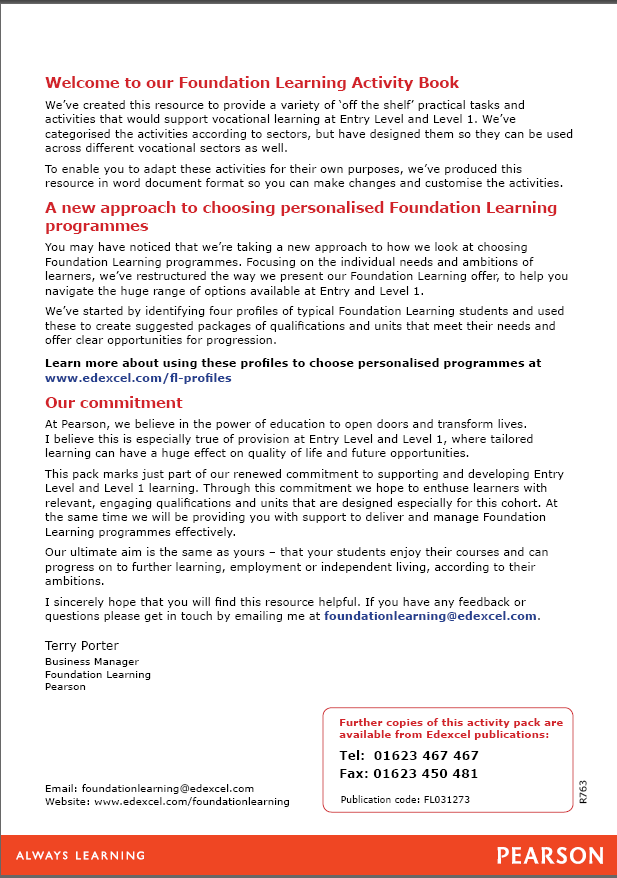 Welcome to our Foundation Learning Activity Book
We've created this resource to provide a variety of 'off the shelf' practical tasks and
activities that would support vocational learning at Entry Level and Level 1. We've
categorised the activities according to sectors, but have designed them so they can be used
across different vocational sectors as well.
To enable you to adapt these activities for their own purposes, we've produced this
resource in word document format so you can make changes and customise the activities.
A new approach to choosing personalised Foundation Learning
programmes
You may have noticed that we're taking a new approach to how we look at choosing
Foundation Learning programmes. Focusing on the individual needs and ambitions of
learners, we've restructured the way we present our Foundation Learning offer, to help you
navigate the huge range of options available at Entry and Level 1.
We've started by identifying four profiles of typical Foundation Learning students and used
these to create suggested packages of qualifications and units that meet their needs and
offer clear opportunities for progression.
Learn more about using these profiles to choose personalised programmes at
www.edexcel.com/fl-profiles
Our commitment
At Pearson, we believe in the power of education to open doors and transform lives.
I believe this is especially true of provision at Entry Level and Level 1, where tailored
learning can have a huge effect on quality of life and future opportunities.
This pack marks just part of our renewed commitment to supporting and developing Entry
Level and Level 1 learning. Through this commitment we hope to enthuse learners with
relevant, engaging qualifications and units that are designed especially for this cohort. At
the same time we will be providing you with support to deliver and manage Foundation
Learning programmes effectively.
Our ultimate aim is the same as yours – that your students enjoy their courses and can
progress on to further learning, employment or independent living, according to their
ambitions.
I sincerely hope that you will find this resource helpful. If you have any feedback or
questions please get in touch by emailing me at foundationlearning@edexcel.com.
Terry Porter
Business Manager
Foundation Learning
Pearson
Further copies of this activity pack are
available from Edexcel publications:
Tel: 01623 467 467
Fax: 01623 450 481
Publication code: FL031273
R763
Email: foundationlearning@edexcel.com
Website: www.edexcel.com/foundationlearning
ALWAYS LEARNING
PEARSON